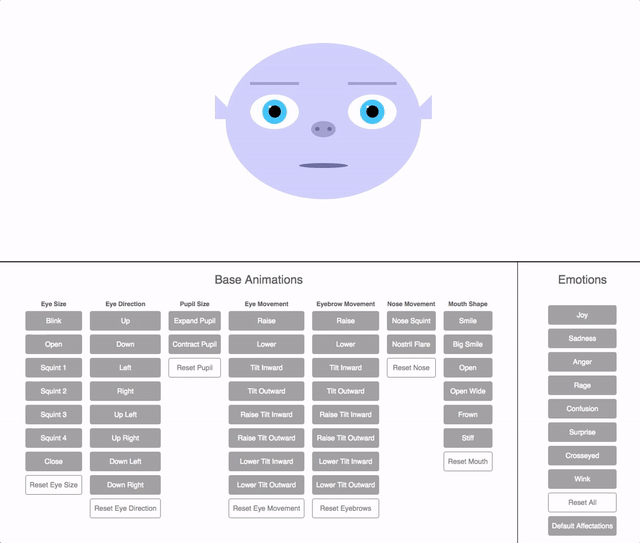 Base Animations
Emotions
Eye Size
Blink
Open
Squint 1
Squint 2
Squint 3
Squint 4
Close
Reset Eye Size
Eye Direction
Up
Down
Left
Right
Up Left
Up Right
Down Left
Down Right
Reset Eye Direction
Pupil Size
Expand Pupil
Contract Pupil
Reset Pupil
Eye Movement
Raise
Lower
Tilt Inward
Tilt Outward
Raise Tilt Inward
Raise Tilt Outward
Lower Tilt Inward
Lower Tilt Outward
Reset Eye Movement
Eyebrow Movement
Raise
Lower
Tilt Inward
Tilt Outward
Raise Tilt Inward
Raise Tilt Outward
Lower Tilt Inward
Lower Tilt Outward
Reset Eyebrows
Nose Movement
Nose Squint
Nostril Flare
Reset Nose
Mouth Shape
Smile
Big Smile
Open
Open Wide
Frown
Stiff
Reset Mouth
Joy
Sadness
Anger
Rage
Confusion
Surprise
Crosseyed
Wink
Reset All
Default Affectations